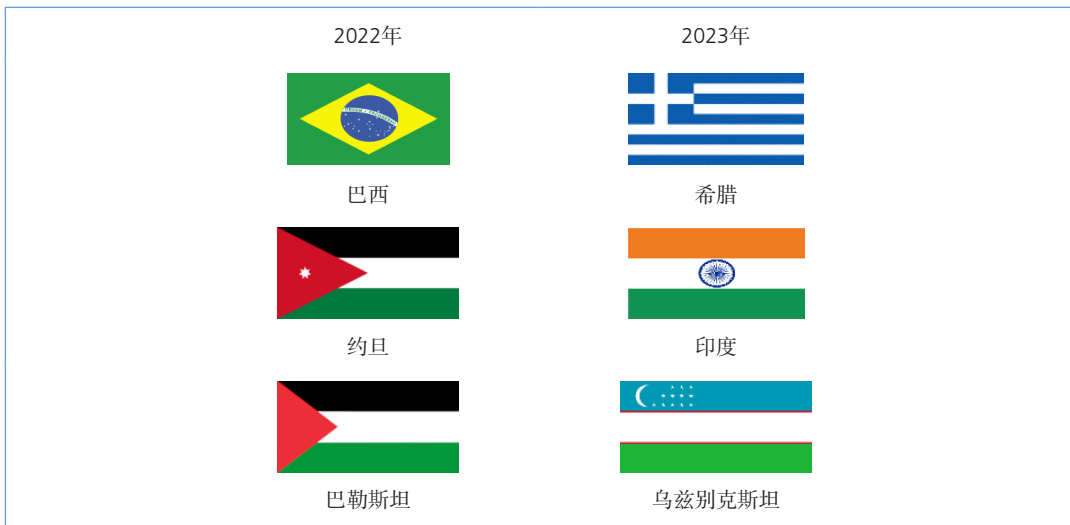 2022年
2023年
巴西
希腊
约旦
印度
巴勒斯坦
乌兹别克斯坦